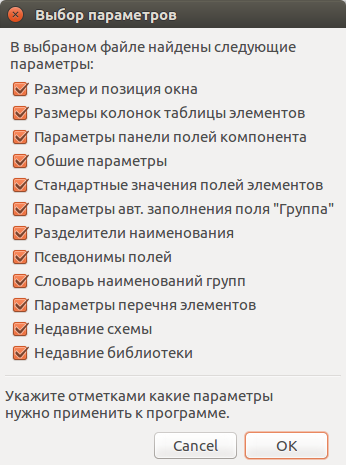 Выбор параметров
В выбраном файле найдены следующие
параметры:
Размер и позиция окна
Размеры колонок таблицы элементов
Параметры панели полей компонента
Обшие параметры
Стандартные значения полей элементов
Параметры авт. заполнения поля "Группа"
Разделители наименования
Псевдонимы полей
Словарь наименований групп
Параметры перечня элементов
Недавние схемы
Недавние библиотеки
Укажите отметками какие параметры
нужно применить к программе.
Cancel OK